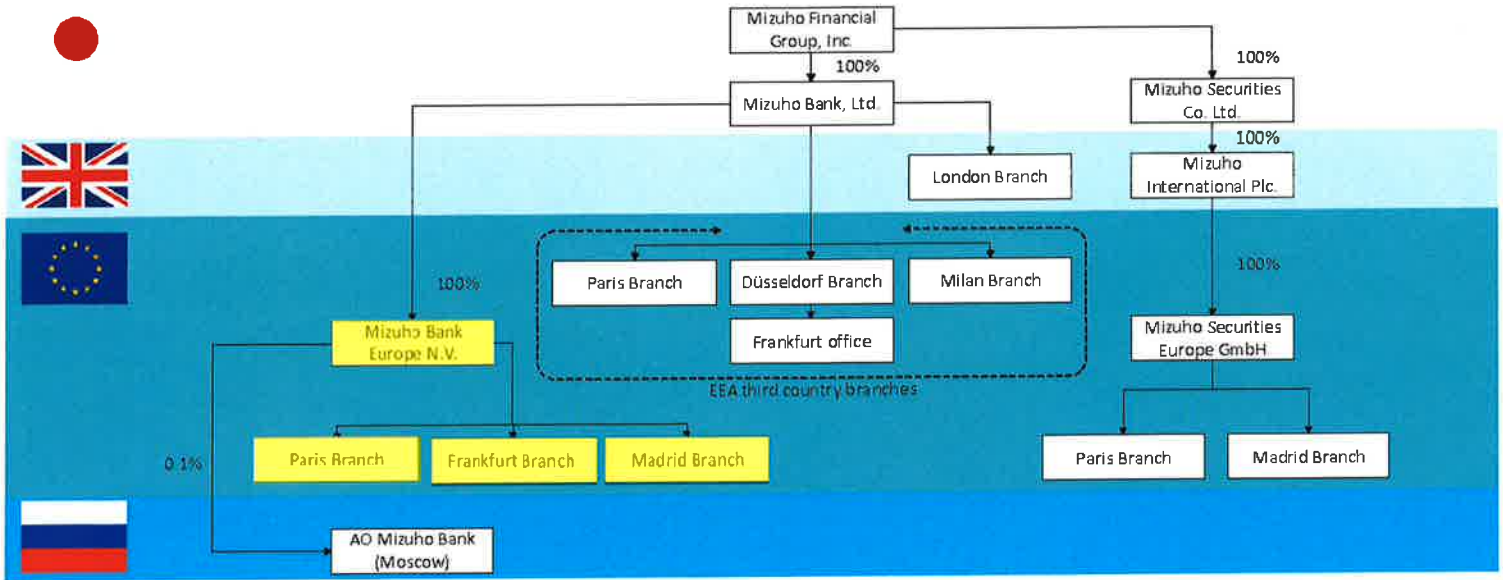 Mizuho Financial
Group, Inc.
100%
100%
Mizuho Bank, Ltd.
Mizuho Securities
Co. Ltd.
100%
London Branch
Mizuho
International Plc.
100%
100%
Paris Branch
Düsseldorf Branch
Milan Branch
Mizuho Bank
Europe N.V.
Frankfurt office
Mizuho Securities
Europe GmbH
EEA third country branches
0.1%
Paris Branch
Frankfurt Branch
Madrid Branch
Paris Branch
Madrid Branch
AO Mizuho Bank
(Moscow)